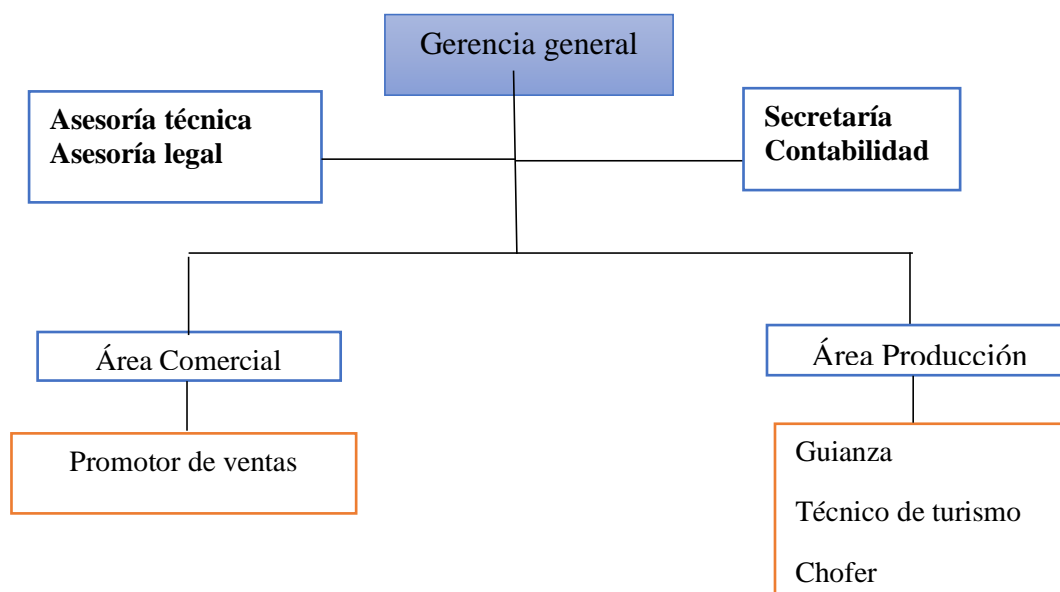 Gerencia general
Asesoría técnica
Asesoría legal
Secretaría
Contabilidad
Área Comercial
Área Producción
Promotor de ventas
Guianza
Técnico de turismo
Chofer